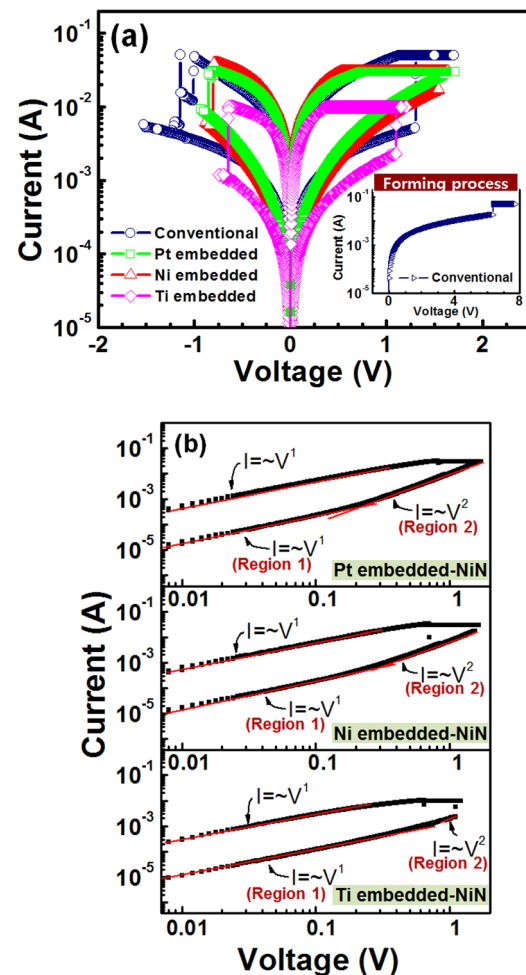 (a)
Current (A)
10⁻¹
10⁻²
10⁻³
10⁻⁴
10⁻⁵
Conventional
Pt embedded
Ni embedded
Ti embedded
Forming process
Current (A)
10⁻¹
10⁻³
10⁻⁵
Conventional
0 4 8
Voltage (V)
-2 -1 0 1 2
Voltage (V)
(b)
Current (A)
10⁻¹
10⁻³
10⁻⁵
I=~V¹
I=~V²
(Region 2)
I=~V¹
(Region 1)
Pt embedded-NiN
0.01 0.1 1
10⁻¹
10⁻³
10⁻⁵
I=~V¹
I=~V²
(Region 2)
I=~V¹
(Region 1)
Ni embedded-NiN
0.01 0.1 1
10⁻¹
10⁻³
10⁻⁵
I=~V¹
I=~V²
(Region 2)
I=~V¹
(Region 1)
Ti embedded-NiN
0.01 0.1 1
Voltage (V)